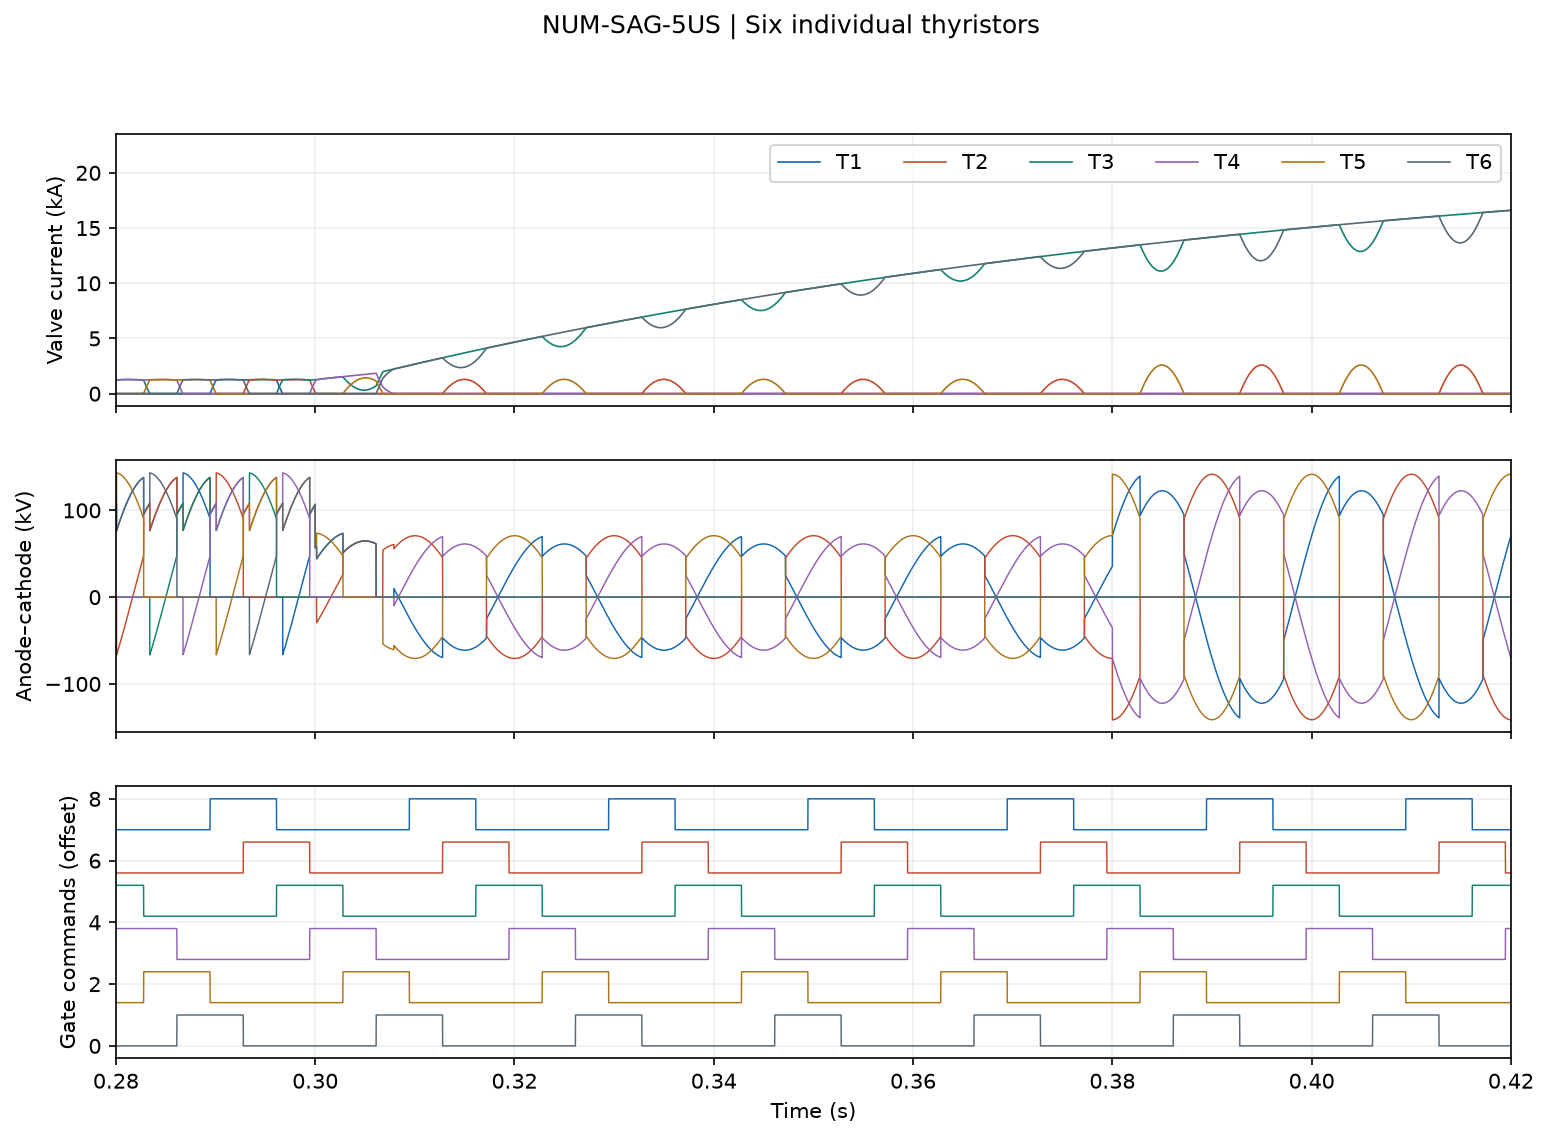 NUM-SAG-5US | Six individual thyristors
Valve current (kA)
20
15
10
5
0
T1 T2 T3 T4 T5 T6
Anode–cathode (kV)
100
0
−100
Gate commands (offset)
8
6
4
2
0
0.28 0.30 0.32 0.34 0.36 0.38 0.40 0.42
Time (s)